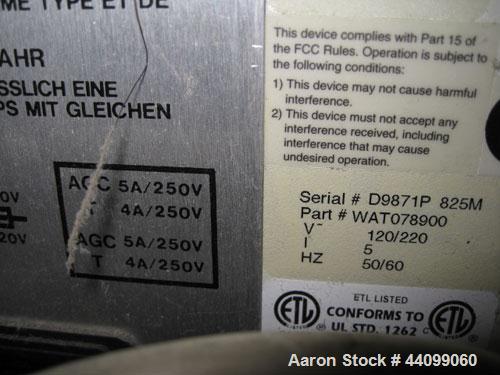 ME TYPE ET DE
AHR
SSLICH EINE
PS MIT GLEICHEN
AGC 5A/250V
T 4A/250V
AGC 5A/250V
T 4A/250V
20V
This device complies with Part 15 of
the FCC Rules. Operation is subject to
the following conditions:
1) This device may not cause harmful
interference.
2) This device must not accept any
interference received, including
interference that may cause
undesired operation.
Serial # D9871P 825M
Part # WAT078900
V~ 120/220
I 5
HZ 50/60
ETL LISTED
CONFORMS TO
UL STD. 1262
ETL
ETL
c
Aaron Stock # 44099060